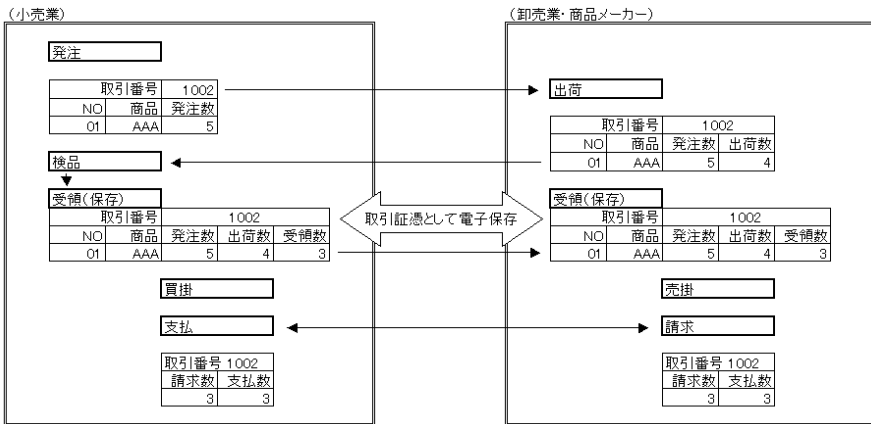 (小売業)
(卸売業・商品メーカー)
発注
取引番号 1002
NO 商品 発注数
01 AAA 5
出荷
取引番号 1002
NO 商品 発注数 出荷数
01 AAA 5 4
検品
受領(保存)
取引番号 1002
NO 商品 発注数 出荷数 受領数
01 AAA 5 4 3
取引証憑として電子保存
受領(保存)
取引番号 1002
NO 商品 発注数 出荷数 受領数
01 AAA 5 4 3
買掛
売掛
支払
請求
取引番号 1002
請求数 支払数
3 3
取引番号 1002
請求数 支払数
3 3